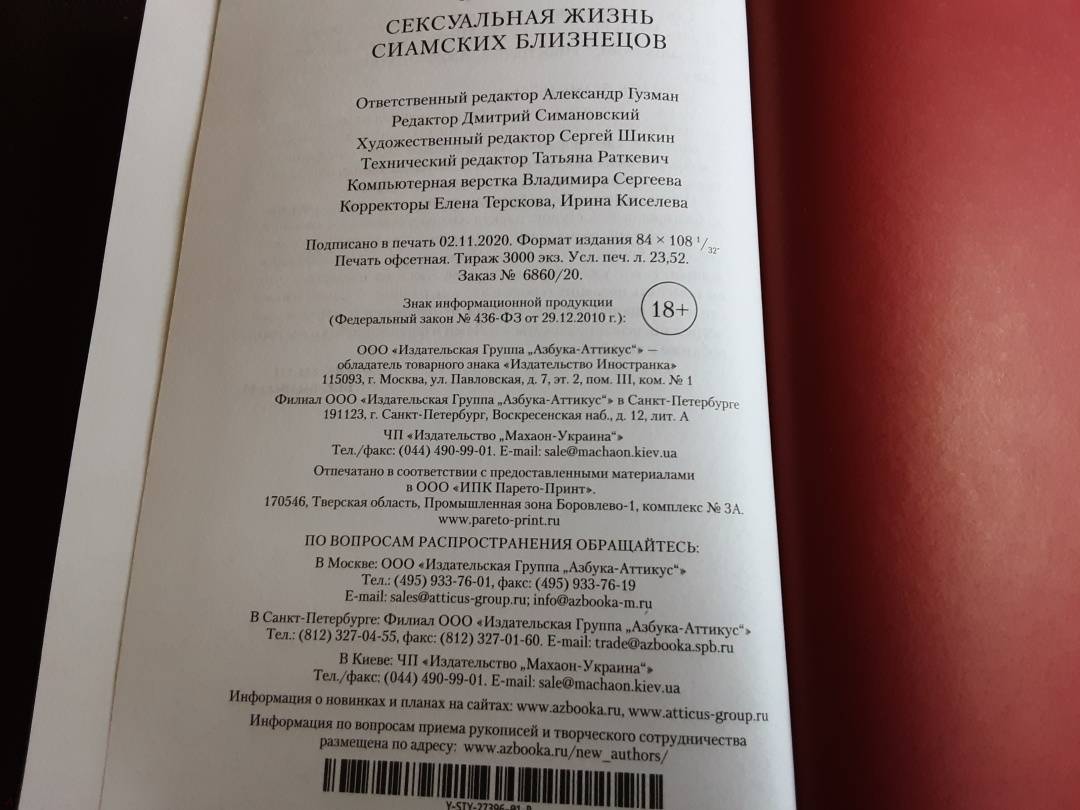 СЕКСУАЛЬНАЯ ЖИЗНЬ
СИАМСКИХ БЛИЗНЕЦОВ
Ответственный редактор Александр Гузман
Редактор Дмитрий Симановский
Художественный редактор Сергей Шикин
Технический редактор Татьяна Раткевич
Компьютерная верстка Владимира Сергеева
Корректоры Елена Терскова, Ирина Киселева
Подписано в печать 02.11.2020. Формат издания 84 × 108 1/32.
Печать офсетная. Тираж 3000 экз. Усл. печ. л. 23,52.
Заказ № 6860/20.
Знак информационной продукции
(Федеральный закон № 436-ФЗ от 29.12.2010 г.): 18+
ООО «Издательская Группа „Азбука-Аттикус“» —
обладатель товарного знака «Издательство Иностранка»
115093, г. Москва, ул. Павловская, д. 7, эт. 2, пом. III, ком. № 1
Филиал ООО «Издательская Группа „Азбука-Аттикус“» в Санкт-Петербурге
191123, г. Санкт-Петербург, Воскресенская наб., д. 12, лит. А
ЧП «Издательство „Махаон-Украина“»
Тел./факс: (044) 490-99-01. E-mail: sale@machaon.kiev.ua
Отпечатано в соответствии с предоставленными материалами
в ООО «ИПК Парето-Принт».
170546, Тверская область, Промышленная зона Боровлево-1, комплекс № 3А.
www.pareto-print.ru
ПО ВОПРОСАМ РАСПРОСТРАНЕНИЯ ОБРАЩАЙТЕСЬ:
В Москве: ООО «Издательская Группа „Азбука-Аттикус“»
Тел.: (495) 933-76-01, факс: (495) 933-76-19
E-mail: sales@atticus-group.ru; info@azbooka-m.ru
В Санкт-Петербурге: Филиал ООО «Издательская Группа „Азбука-Аттикус“»
Тел.: (812) 327-04-55, факс: (812) 327-01-60. E-mail: trade@azbooka.spb.ru
В Киеве: ЧП «Издательство „Махаон-Украина“»
Тел./факс: (044) 490-99-01. E-mail: sale@machaon.kiev.ua
Информация о новинках и планах на сайтах: www.azbooka.ru, www.atticus-group.ru
Информация по вопросам приема рукописей и творческого сотрудничества
размещена по адресу: www.azbooka.ru/new_authors/